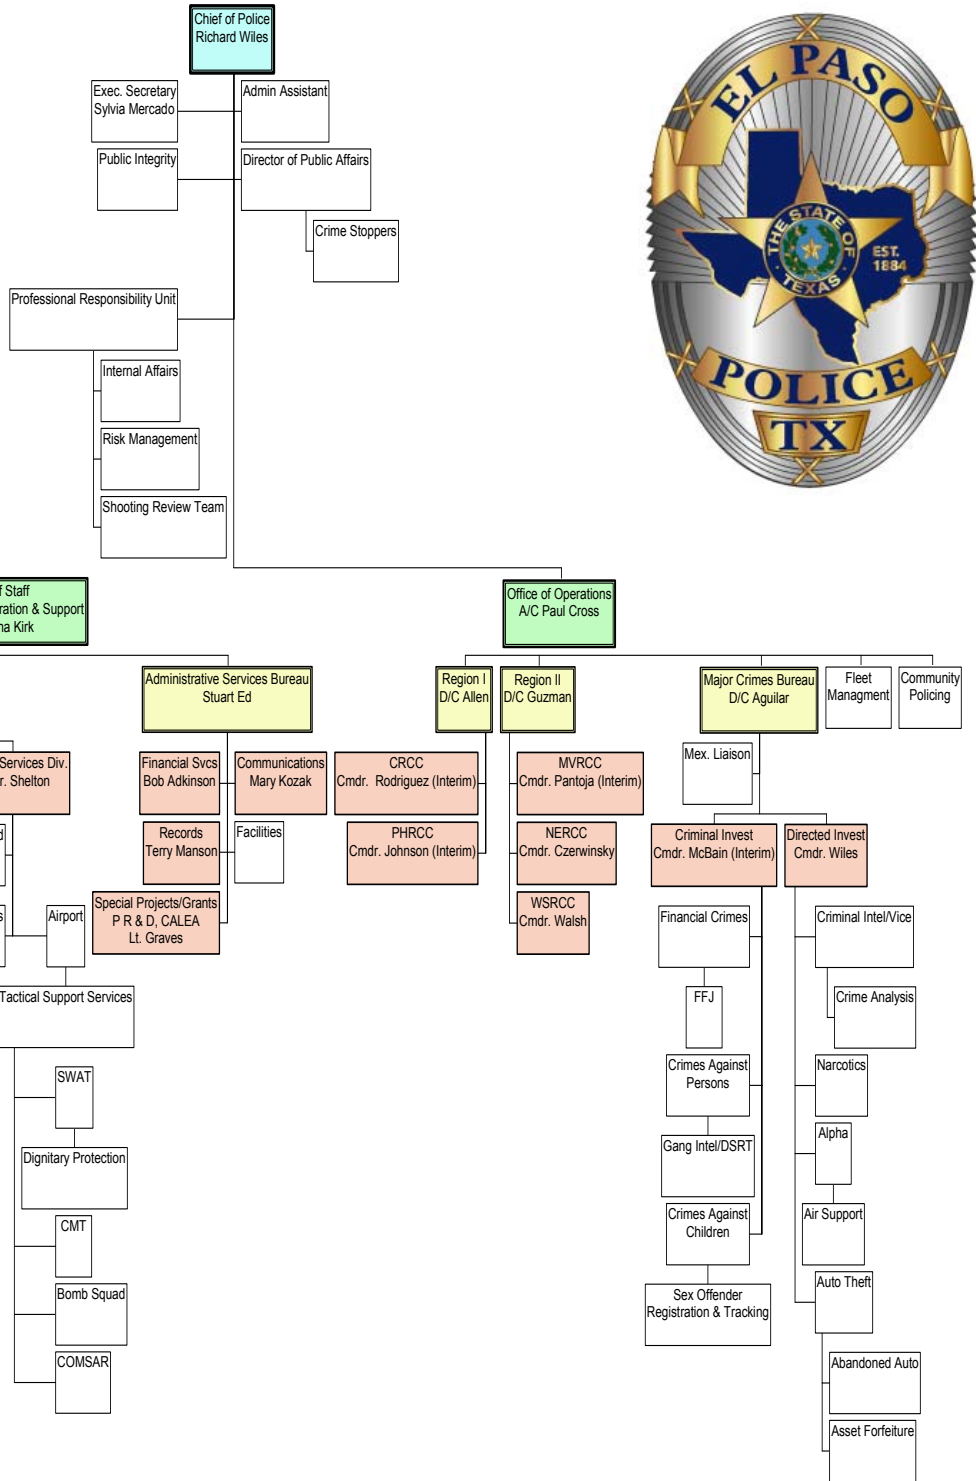 Chief of Police
Richard Wiles
EL PASO
THE STATE OF
TEXAS
EST.
1884
POLICE
TX
Exec. Secretary
Sylvia Mercado
Admin Assistant
Public Integrity
Director of Public Affairs
Crime Stoppers
Professional Responsibility Unit
Internal Affairs
Risk Management
Shooting Review Team
Staff
& Support
Kirk
Office of Operations
A/C Paul Cross
Administrative Services Bureau
Stuart Ed
Region I
D/C Allen
Region II
D/C Guzman
Major Crimes Bureau
D/C Aguilar
Fleet
Managment
Community
Policing
Services Div.
Shelton
Financial Svcs
Bob Adkinson
Communications
Mary Kozak
Records
Terry Manson
Facilities
Special Projects/Grants
P R & D, CALEA
Lt. Graves
Airport
Tactical Support Services
SWAT
Dignitary Protection
CMT
Bomb Squad
COMSAR
CRCC
Cmdr. Rodriguez (Interim)
PHRCC
Cmdr. Johnson (Interim)
MVRCC
Cmdr. Pantoja (Interim)
NERCC
Cmdr. Czerwinsky
WSRCC
Cmdr. Walsh
Mex. Liaison
Criminal Invest
Cmdr. McBain (Interim)
Directed Invest
Cmdr. Wiles
Financial Crimes
FFJ
Crimes Against
Persons
Gang Intel/DSRT
Crimes Against
Children
Sex Offender
Registration & Tracking
Criminal Intel/Vice
Crime Analysis
Narcotics
Alpha
Air Support
Auto Theft
Abandoned Auto
Asset Forfeiture